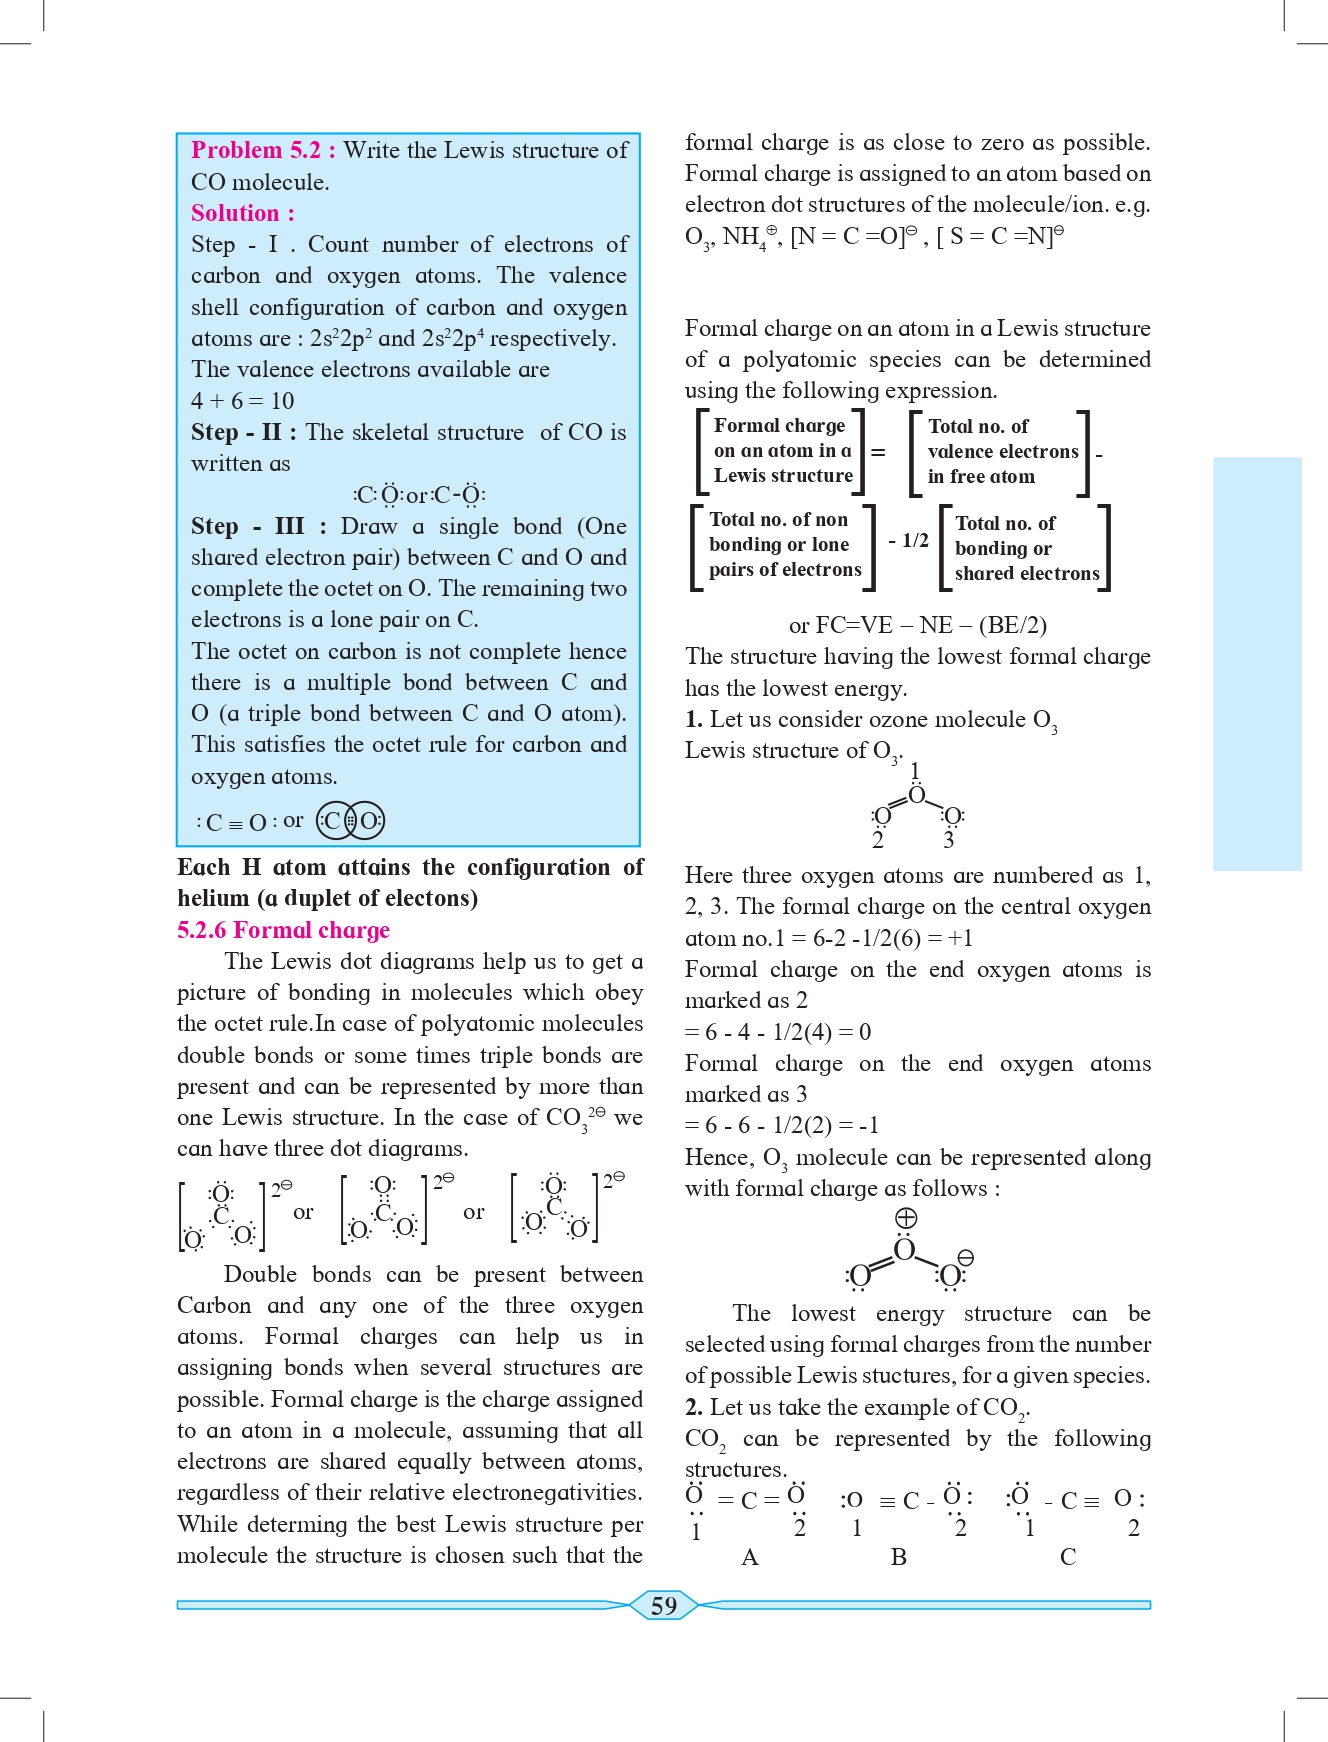 Problem 5.2 : Write the Lewis structure of
CO molecule.
Solution :
Step - I . Count number of electrons of
carbon and oxygen atoms. The valence
shell configuration of carbon and oxygen
atoms are : 2s²2p² and 2s²2p⁴ respectively.
The valence electrons available are
4 + 6 = 10
Step - II : The skeletal structure of CO is
written as
:C:Ö: or :C-Ö:
Step - III : Draw a single bond (One
shared electron pair) between C and O and
complete the octet on O. The remaining two
electrons is a lone pair on C.
The octet on carbon is not complete hence
there is a multiple bond between C and
O (a triple bond between C and O atom).
This satisfies the octet rule for carbon and
oxygen atoms.
: C ≡ O : or :C O:
Each H atom attains the configuration of
helium (a duplet of electons)
5.2.6 Formal charge
The Lewis dot diagrams help us to get a
picture of bonding in molecules which obey
the octet rule.In case of polyatomic molecules
double bonds or some times triple bonds are
present and can be represented by more than
one Lewis structure. In the case of CO₃²⊖ we
can have three dot diagrams.
[:Ö: C O O]2⊖ or [:O: C O O]2⊖ or [:Ö: C O O]2⊖
Double bonds can be present between
Carbon and any one of the three oxygen
atoms. Formal charges can help us in
assigning bonds when several structures are
possible. Formal charge is the charge assigned
to an atom in a molecule, assuming that all
electrons are shared equally between atoms,
regardless of their relative electronegativities.
While determing the best Lewis structure per
molecule the structure is chosen such that the
formal charge is as close to zero as possible.
Formal charge is assigned to an atom based on
electron dot structures of the molecule/ion. e.g.
O₃, NH₄⊕, [N = C =O]⊖ , [ S = C =N]⊖
Formal charge on an atom in a Lewis structure
of a polyatomic species can be determined
using the following expression.
[Formal charge on an atom in a Lewis structure] = [Total no. of valence electrons in free atom] -
[Total no. of non bonding or lone pairs of electrons] - 1/2 [Total no. of bonding or shared electrons]
or FC=VE – NE – (BE/2)
The structure having the lowest formal charge
has the lowest energy.
1. Let us consider ozone molecule O₃
Lewis structure of O₃.
1
Ö
:O :O:
2 3
Here three oxygen atoms are numbered as 1,
2, 3. The formal charge on the central oxygen
atom no.1 = 6-2 -1/2(6) = +1
Formal charge on the end oxygen atoms is
marked as 2
= 6 - 4 - 1/2(4) = 0
Formal charge on the end oxygen atoms
marked as 3
= 6 - 6 - 1/2(2) = -1
Hence, O₃ molecule can be represented along
with formal charge as follows :
⊕
Ö
:O :O: ⊖
The lowest energy structure can be
selected using formal charges from the number
of possible Lewis stuctures, for a given species.
2. Let us take the example of CO₂.
CO₂ can be represented by the following
structures.
Ö = C = Ö :O ≡ C - Ö: :Ö - C ≡ O :
1 2 1 2 1 2
A B C
59